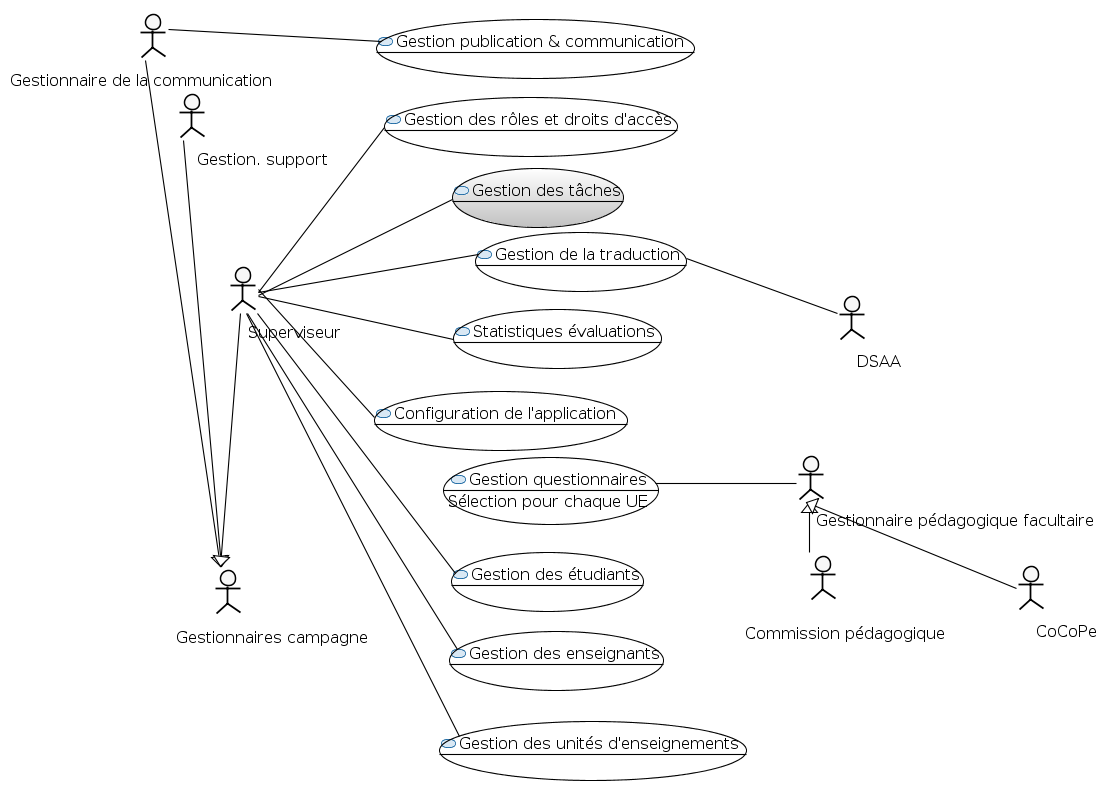 Gestion publication & communication
Gestionnaire de la communication
Gestion des rôles et droits d'accès
Gestion. support
Gestion des tâches
Gestion de la traduction
Superviseur
Statistiques évaluations
DSAA
Configuration de l'application
Gestion questionnaires
Sélection pour chaque UE
Gestionnaire pédagogique facultaire
Gestion des étudiants
Gestionnaires campagne
Commission pédagogique
CoCoPe
Gestion des enseignants
Gestion des unités d'enseignements